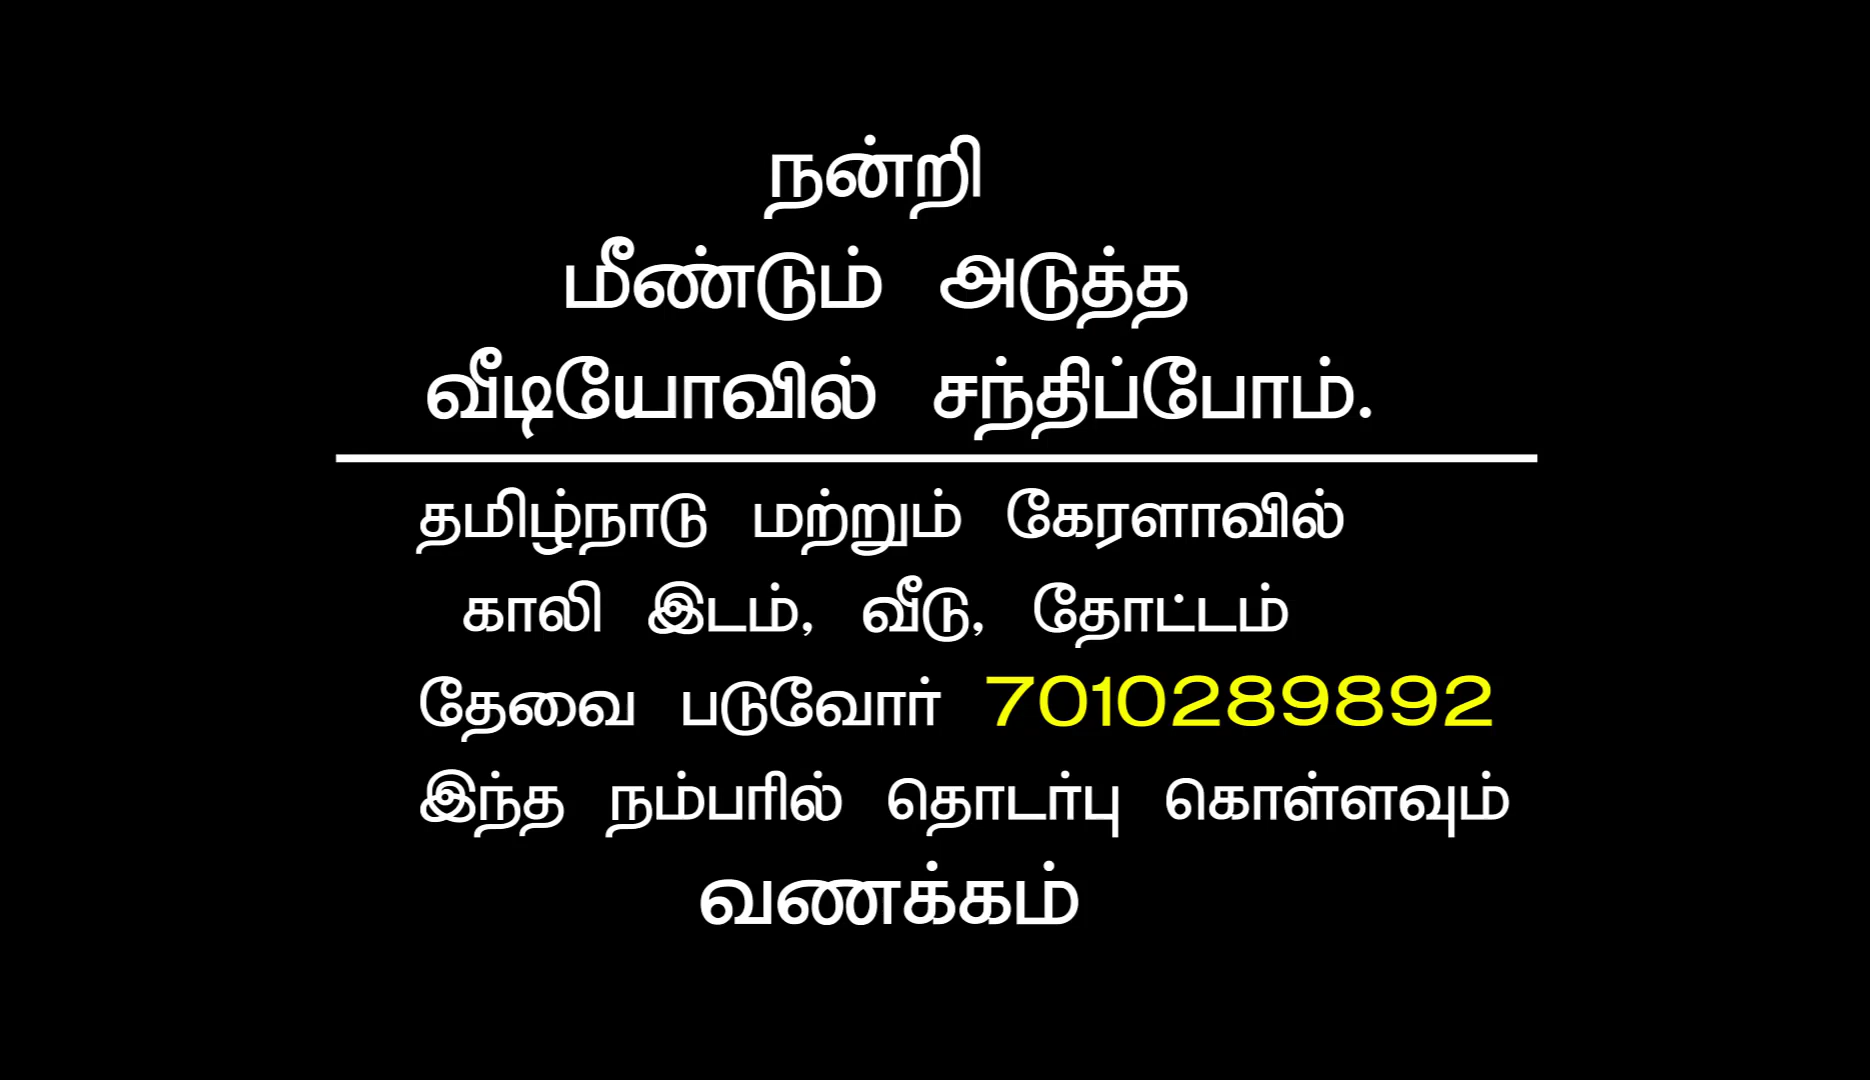 நன்றி
மீண்டும் அடுத்த
வீடியோவில் சந்திப்போம்.
தமிழ்நாடு மற்றும் கேரளாவில்
காலி இடம், வீடு, தோட்டம்
தேவை படுவோர் 7010289892
இந்த நம்பரில் தொடர்பு கொள்ளவும்
வணக்கம்